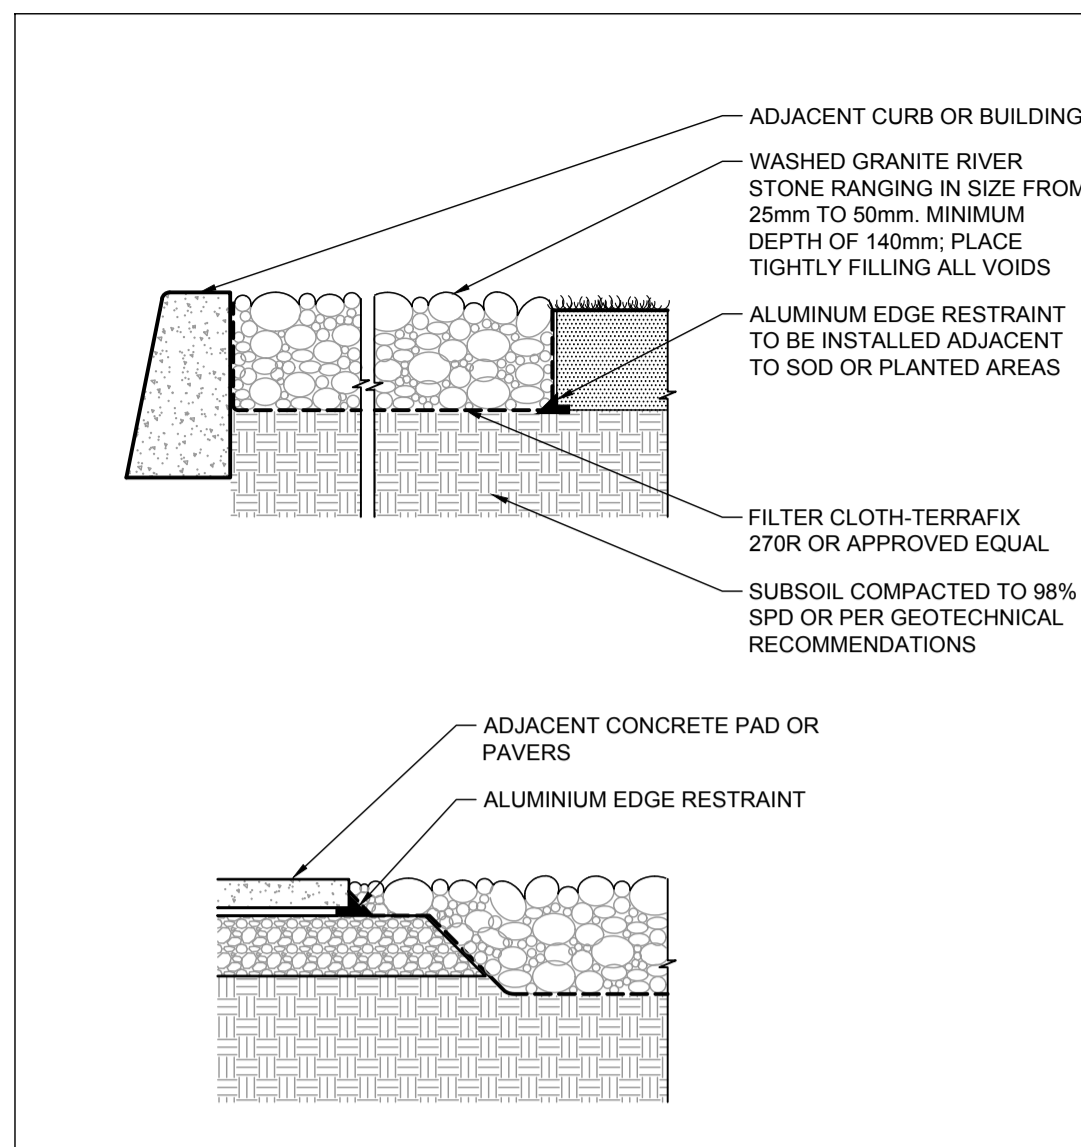 ADJACENT CURB OR BUILDING
WASHED GRANITE RIVER
STONE RANGING IN SIZE FROM
25mm TO 50mm. MINIMUM
DEPTH OF 140mm; PLACE
TIGHTLY FILLING ALL VOIDS
ALUMINUM EDGE RESTRAINT
TO BE INSTALLED ADJACENT
TO SOD OR PLANTED AREAS
FILTER CLOTH-TERRAFIX
270R OR APPROVED EQUAL
SUBSOIL COMPACTED TO 98%
SPD OR PER GEOTECHNICAL
RECOMMENDATIONS
ADJACENT CONCRETE PAD OR
PAVERS
ALUMINIUM EDGE RESTRAINT